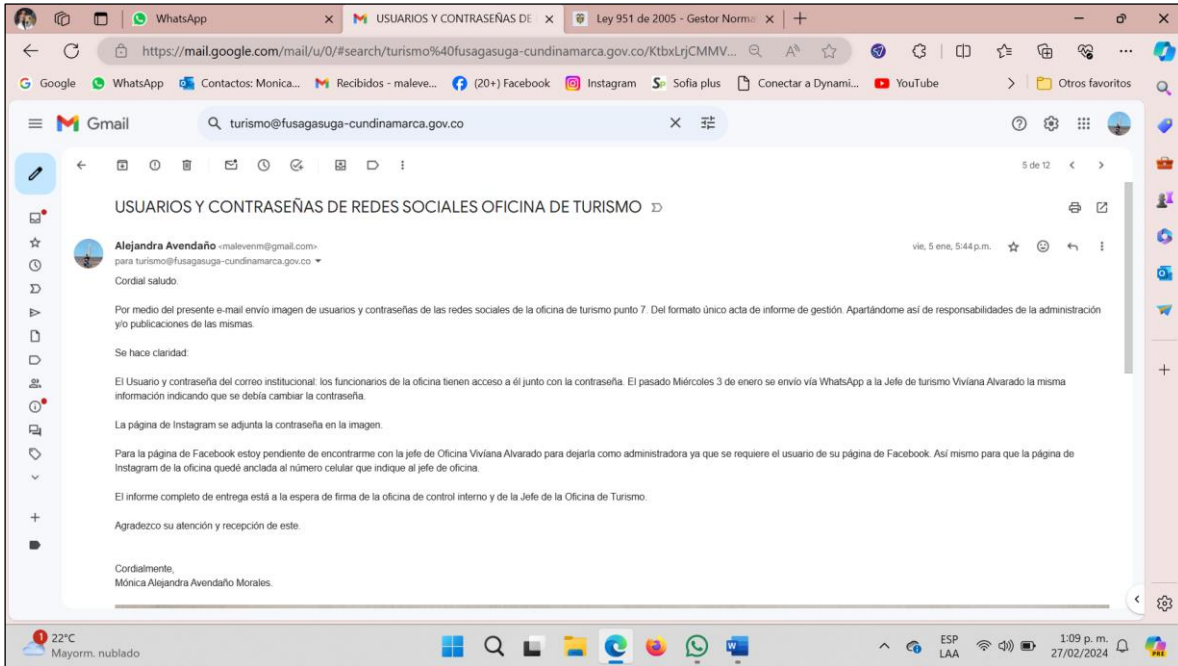 WhatsApp
USUARIOS Y CONTRASEÑAS DE
Ley 951 de 2005 - Gestor Norma
https://mail.google.com/mail/u/0/#search/turismo%40fusagasuga-cundinamarca.gov.co/KtbxLrjCMMV...
Google WhatsApp Contactos: Monica... Recibidos - maleve... (20+) Facebook Instagram Sofia plus Conectar a Dynami... YouTube Otros favoritos
Gmail
turismo@fusagasuga-cundinamarca.gov.co
5 de 12
USUARIOS Y CONTRASEÑAS DE REDES SOCIALES OFICINA DE TURISMO
Alejandra Avendaño <malevenm@gmail.com>
vie, 5 ene, 5:44 p.m.
para turismo@fusagasuga-cundinamarca.gov.co
Cordial saludo.
Por medio del presente e-mail envío imagen de usuarios y contraseñas de las redes sociales de la oficina de turismo punto 7. Del formato único acta de informe de gestión. Apartándome así de responsabilidades de la administración
y/o publicaciones de las mismas.
Se hace claridad:
El Usuario y contraseña del correo institucional: los funcionarios de la oficina tienen acceso a él junto con la contraseña. El pasado Miércoles 3 de enero se envío vía WhatsApp a la Jefe de turismo Viviana Alvarado la misma
información indicando que se debía cambiar la contraseña.
La página de Instagram se adjunta la contraseña en la imagen.
Para la página de Facebook estoy pendiente de encontrarme con la jefe de Oficina Viviana Alvarado para dejarla como administradora ya que se requiere el usuario de su página de Facebook. Así mismo para que la página de
Instagram de la oficina quedé anclada al número celular que indique al jefe de oficina.
El informe completo de entrega está a la espera de firma de la oficina de control interno y de la Jefe de la Oficina de Turismo.
Agradezco su atención y recepción de este.
Cordialmente,
Mónica Alejandra Avendaño Morales.
1
22°C
Mayorm. nublado
ESP
LAA
1:09 p. m.
27/02/2024
PRE